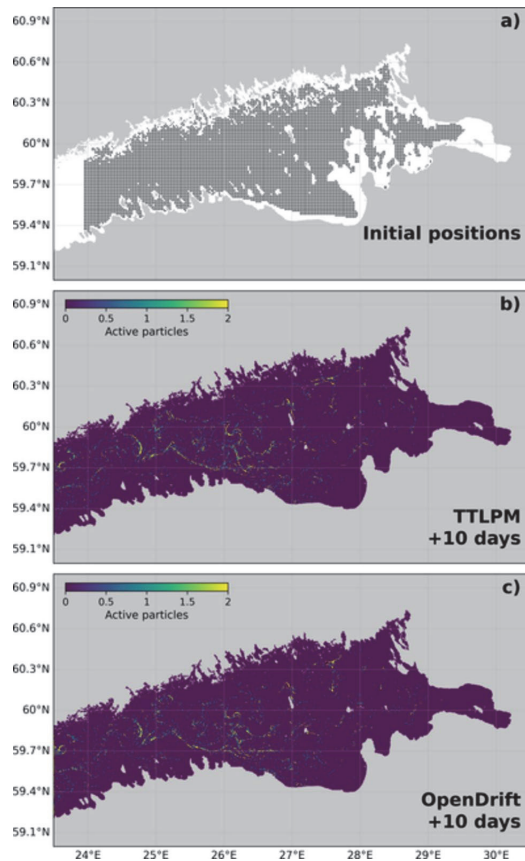 60.9°N
a)
60.6°N
60.3°N
60°N
59.7°N
59.4°N
59.1°N
Initial positions
60.9°N
b)
0 0.5 1 1.5 2
Active particles
60.6°N
60.3°N
60°N
59.7°N
59.4°N
59.1°N
TTLPM
+10 days
60.9°N
c)
0 0.5 1 1.5 2
Active particles
60.6°N
60.3°N
60°N
59.7°N
59.4°N
59.1°N
OpenDrift
+10 days
24°E 25°E 26°E 27°E 28°E 29°E 30°E